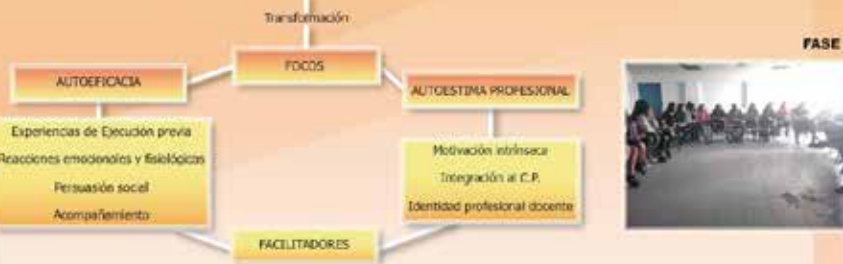 Transformación
FOCOS
FASE
AUTOEFICACIA
AUTOESTIMA PROFESIONAL
Experiencias de Ejecución previa
Reacciones emocionales y fisiológicas
Persuasión social
Acompañamiento
Motivación intrínseca
Integración al C.P.
Identidad profesional docente
FACILITADORES